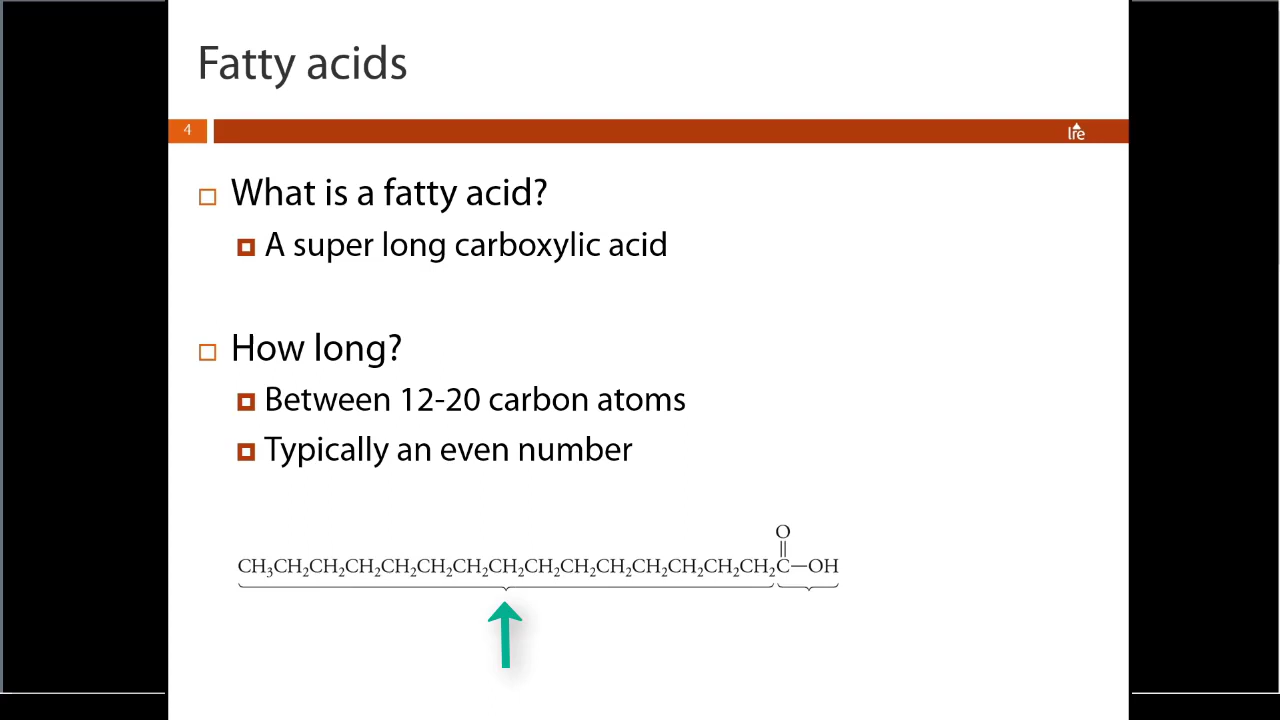 Fatty acids
4
What is a fatty acid?
A super long carboxylic acid
How long?
Between 12-20 carbon atoms
Typically an even number
O
CH₃CH₂CH₂CH₂CH₂CH₂CH₂CH₂CH₂CH₂CH₂CH₂CH₂CH₂CH₂C—OH